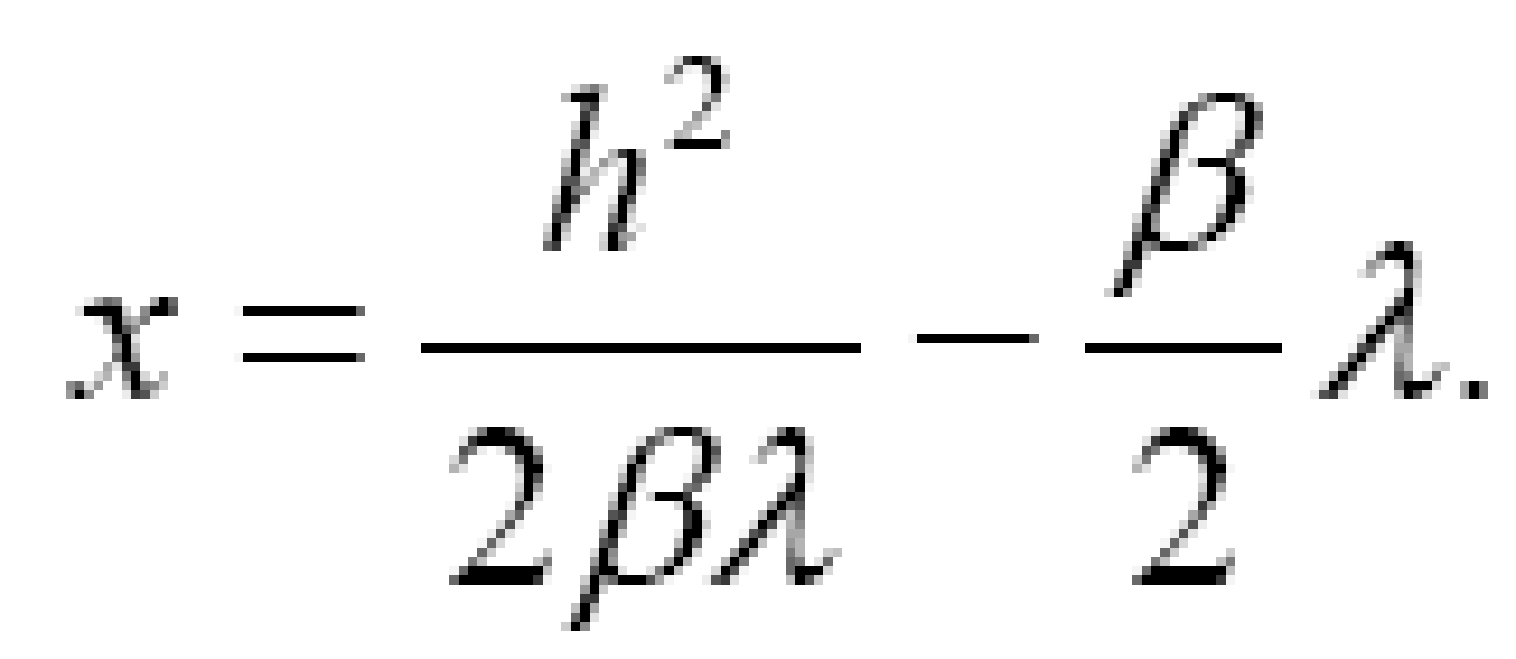 x = h²/2βλ − β/2 λ.